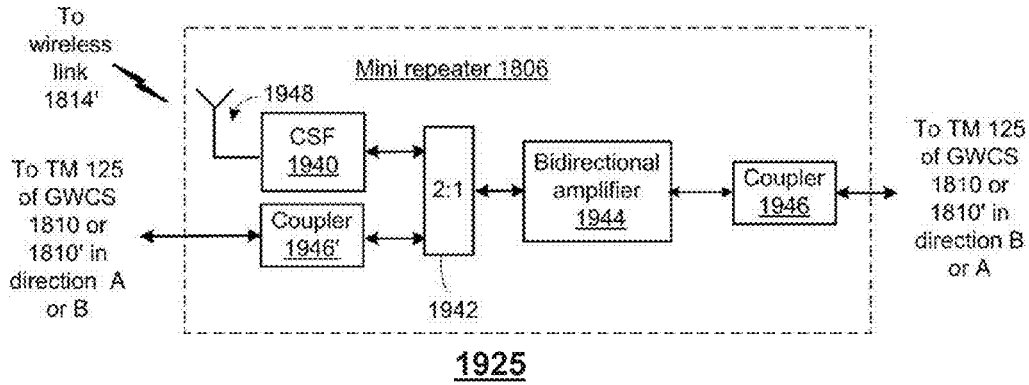 To
wireless
link
1814'
Mini repeater 1806
1948
CSF
1940
2:1
Bidirectional
amplifier
1944
Coupler
1946
To TM 125
of GWCS
1810 or
1810' in
direction B
or A
To TM 125
of GWCS
1810 or
1810' in
direction A
or B
Coupler
1946'
1942
1925